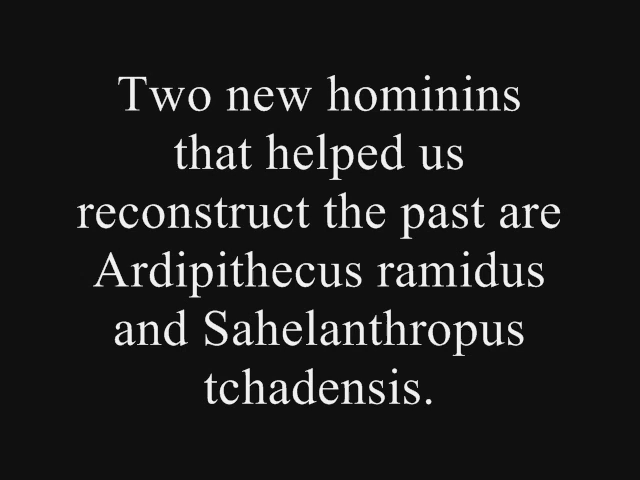 Two new hominins
that helped us
reconstruct the past are
Ardipithecus ramidus
and Sahelanthropus
tchadensis.